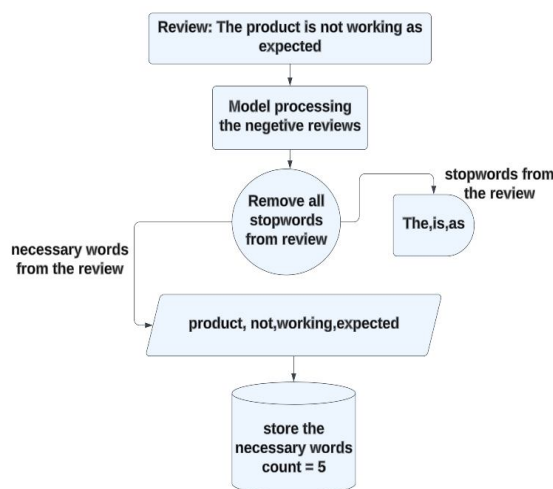 Review: The product is not working as
expected
Model processing
the negetive reviews
stopwords from
the review
Remove all
stopwords
from review
The,is,as
necessary words
from the review
product, not,working,expected
store the
necessary words
count = 5